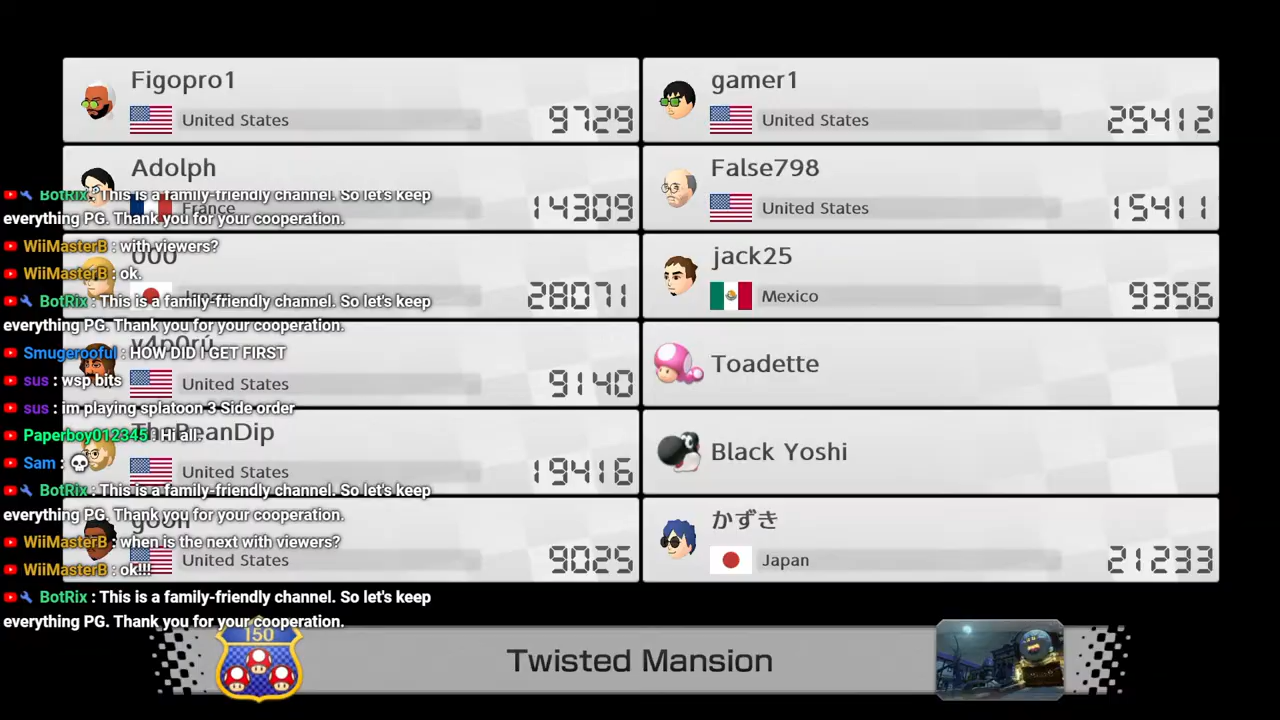 Figopro1
United States
9729
gamer1
United States
25412
Adolph
France
14309
False798
United States
15411
000
Japan
28071
jack25
Mexico
9356
v4p0rú
United States
9140
Toadette
TheBeanDip
United States
19416
Black Yoshi
goon
United States
9025
かずき
Japan
21233
BotRix : This is a family-friendly channel. So let's keep
everything PG. Thank you for your cooperation.
WiiMasterB : with viewers?
WiiMasterB : ok.
BotRix : This is a family-friendly channel. So let's keep
everything PG. Thank you for your cooperation.
Smugerooful : HOW DID I GET FIRST
sus : wsp bits
sus : im playing splatoon 3 Side order
Paperboy012345 : Hi all.
Sam : 💀
BotRix : This is a family-friendly channel. So let's keep
everything PG. Thank you for your cooperation.
WiiMasterB : when is the next with viewers?
WiiMasterB : ok!!!
BotRix : This is a family-friendly channel. So let's keep
everything PG. Thank you for your cooperation.
150
Twisted Mansion